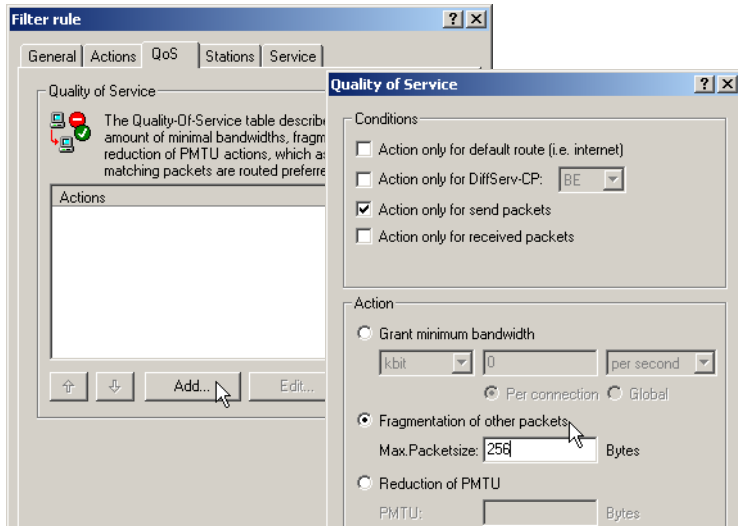 Filter rule
General Actions QoS Stations Service
Quality of Service
The Quality-Of-Service table describe
amount of minimal bandwidths, fragm
reduction of PMTU actions, which as
matching packets are routed preferre
Actions
Add... Edit...
Quality of Service
Conditions
Action only for default route (i.e. internet)
Action only for DiffServ-CP: BE
Action only for send packets
Action only for received packets
Action
Grant minimum bandwidth
kbit 0 per second
Per connection Global
Fragmentation of other packets
Max.Packetsize: 256 Bytes
Reduction of PMTU
PMTU: Bytes